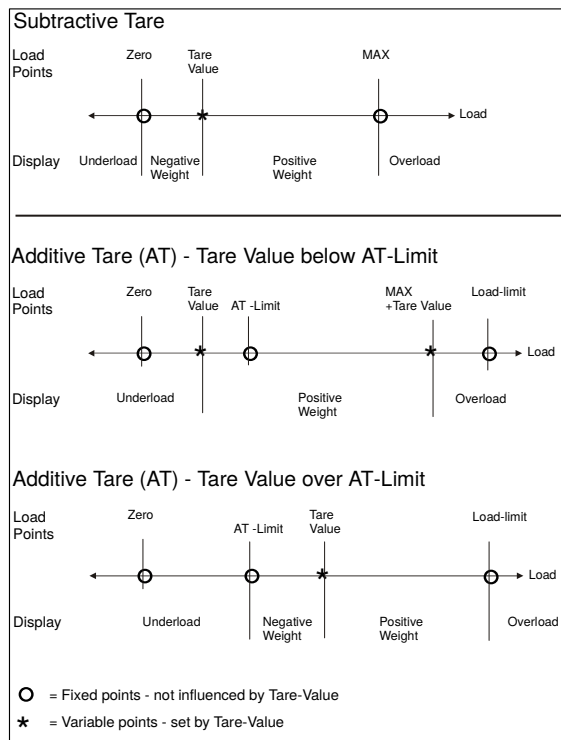 Subtractive Tare
Load Points
Zero
Tare Value
MAX
Load
Display
Underload
Negative Weight
Positive Weight
Overload
Additive Tare (AT) - Tare Value below AT-Limit
Load Points
Zero
Tare Value
AT -Limit
MAX +Tare Value
Load-limit
Load
Display
Underload
Positive Weight
Overload
Additive Tare (AT) - Tare Value over AT-Limit
Load Points
Zero
AT -Limit
Tare Value
Load-limit
Load
Display
Underload
Negative Weight
Positive Weight
Overload
= Fixed points - not influenced by Tare-Value
* = Variable points - set by Tare-Value